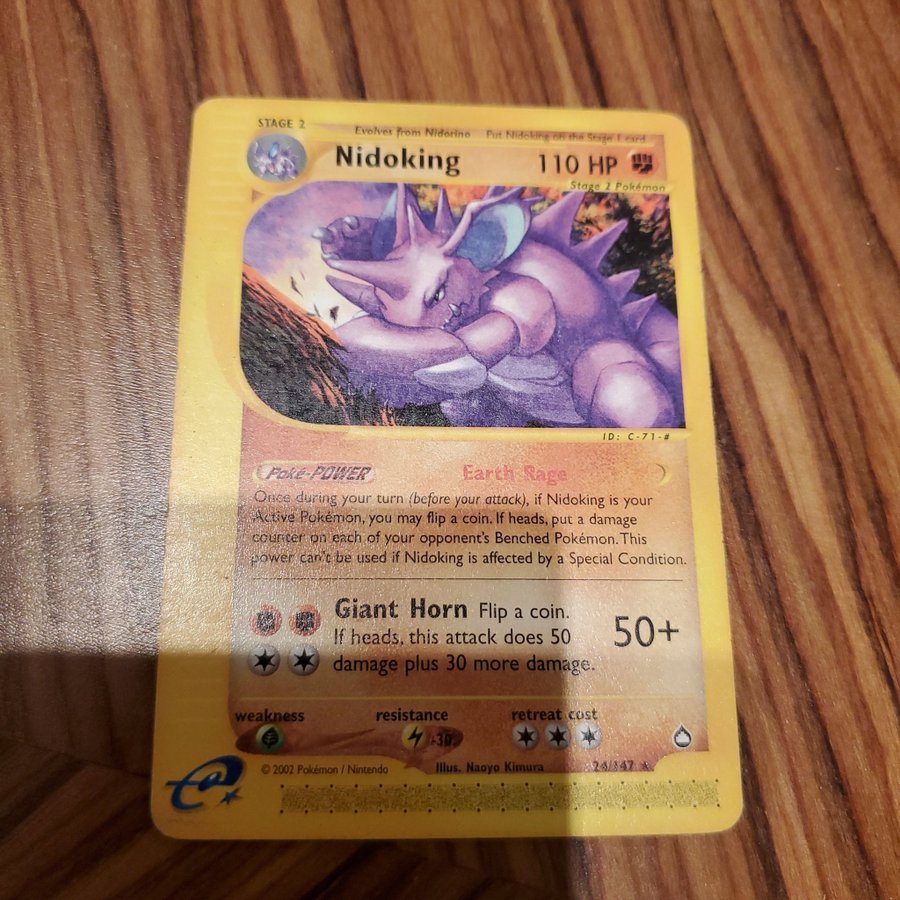 STAGE 2
Evolves from Nidorino Put Nidoking on the Stage 1 card
Nidoking 110 HP
Stage 2 Pokémon
ID: C-71-#
Poké-POWER Earth Rage
Once during your turn (before your attack), if Nidoking is your
Active Pokémon, you may flip a coin. If heads, put a damage
counter on each of your opponent's Benched Pokémon. This
power can't be used if Nidoking is affected by a Special Condition.
Giant Horn Flip a coin.
If heads, this attack does 50
damage plus 30 more damage.
50+
weakness resistance retreat cost
-30
© 2002 Pokémon / Nintendo Illus. Naoyo Kimura 24/147 ★
e